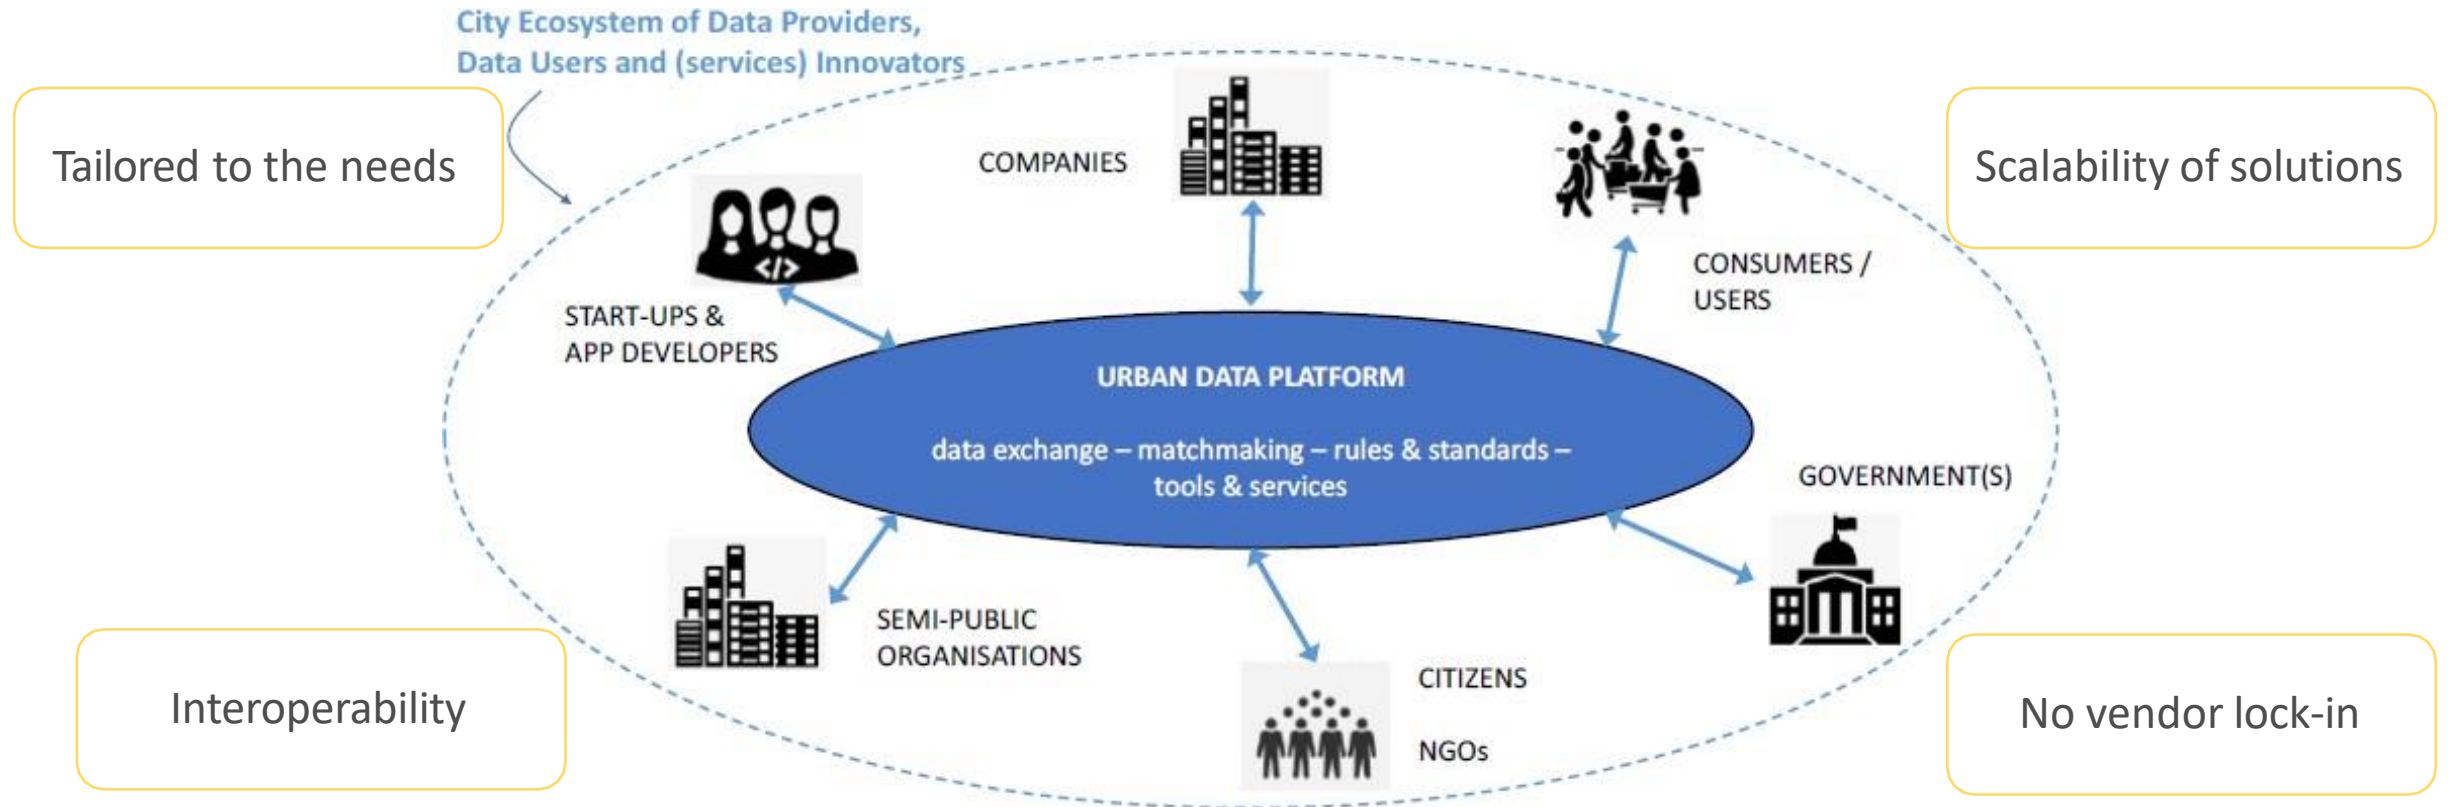 City Ecosystem of Data Providers,
Data Users and (services) Innovators
Tailored to the needs
Scalability of solutions
COMPANIES
CONSUMERS /
USERS
</>
START-UPS &
APP DEVELOPERS
URBAN DATA PLATFORM
data exchange – matchmaking – rules & standards –
tools & services
GOVERNMENT(S)
SEMI-PUBLIC
ORGANISATIONS
CITIZENS
NGOs
Interoperability
No vendor lock-in